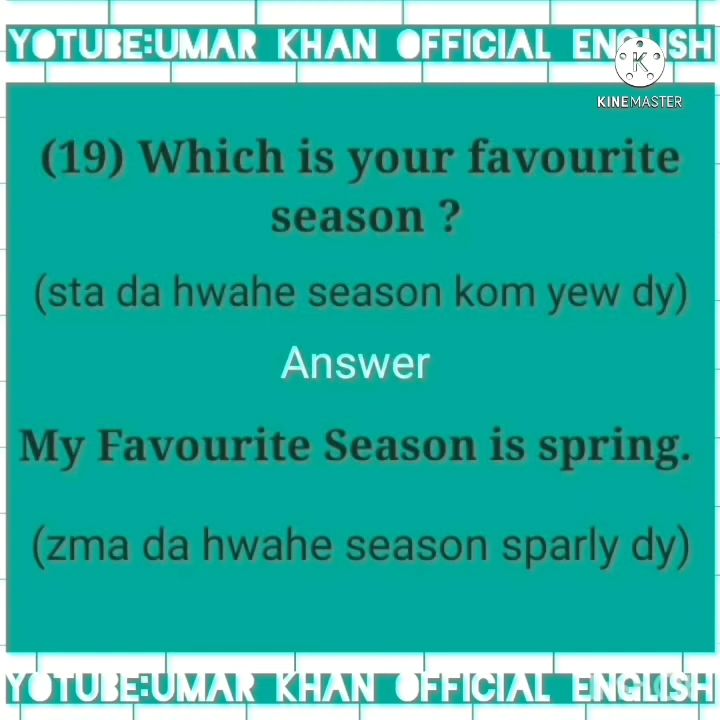 YOTUBE:UMAR KHAN OFFICIAL ENGLISH
K
KINEMASTER
(19) Which is your favourite
season ?
(sta da hwahe season kom yew dy)
Answer
My Favourite Season is spring.
(zma da hwahe season sparly dy)
YOTUBE:UMAR KHAN OFFICIAL ENGLISH